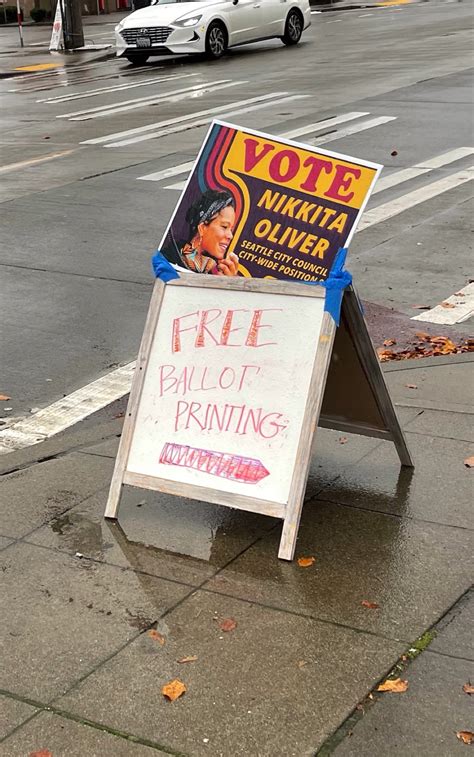 VOTE
NIKKITA
OLIVER
SEATTLE CITY COUNCIL
CITY-WIDE POSITION
FREE
BALLOT
PRINTING